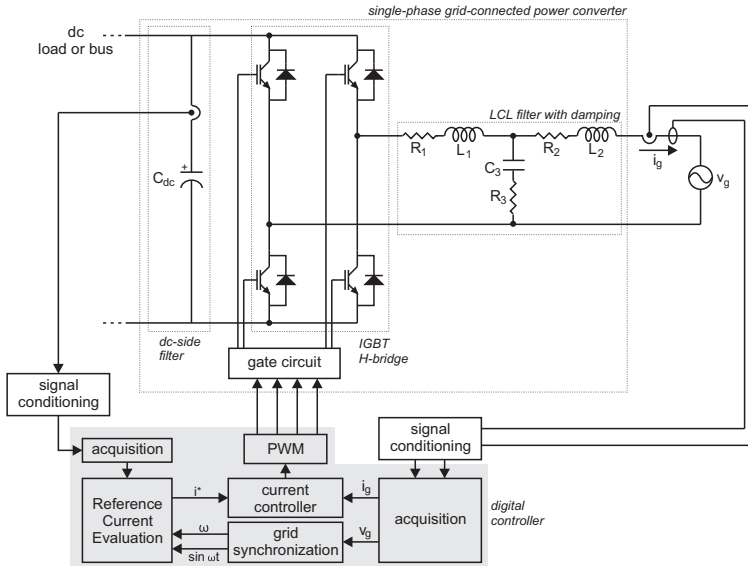 single-phase grid-connected power converter
dc
load or bus
LCL filter with damping
R1
L1
R2
L2
C3
R3
ig
vg
+
Cdc
dc-side
filter
IGBT
H-bridge
gate circuit
signal
conditioning
signal
conditioning
acquisition
PWM
Reference
Current
Evaluation
i*
current
controller
ig
acquisition
digital
controller
ω
sin ωt
grid
synchronization
vg